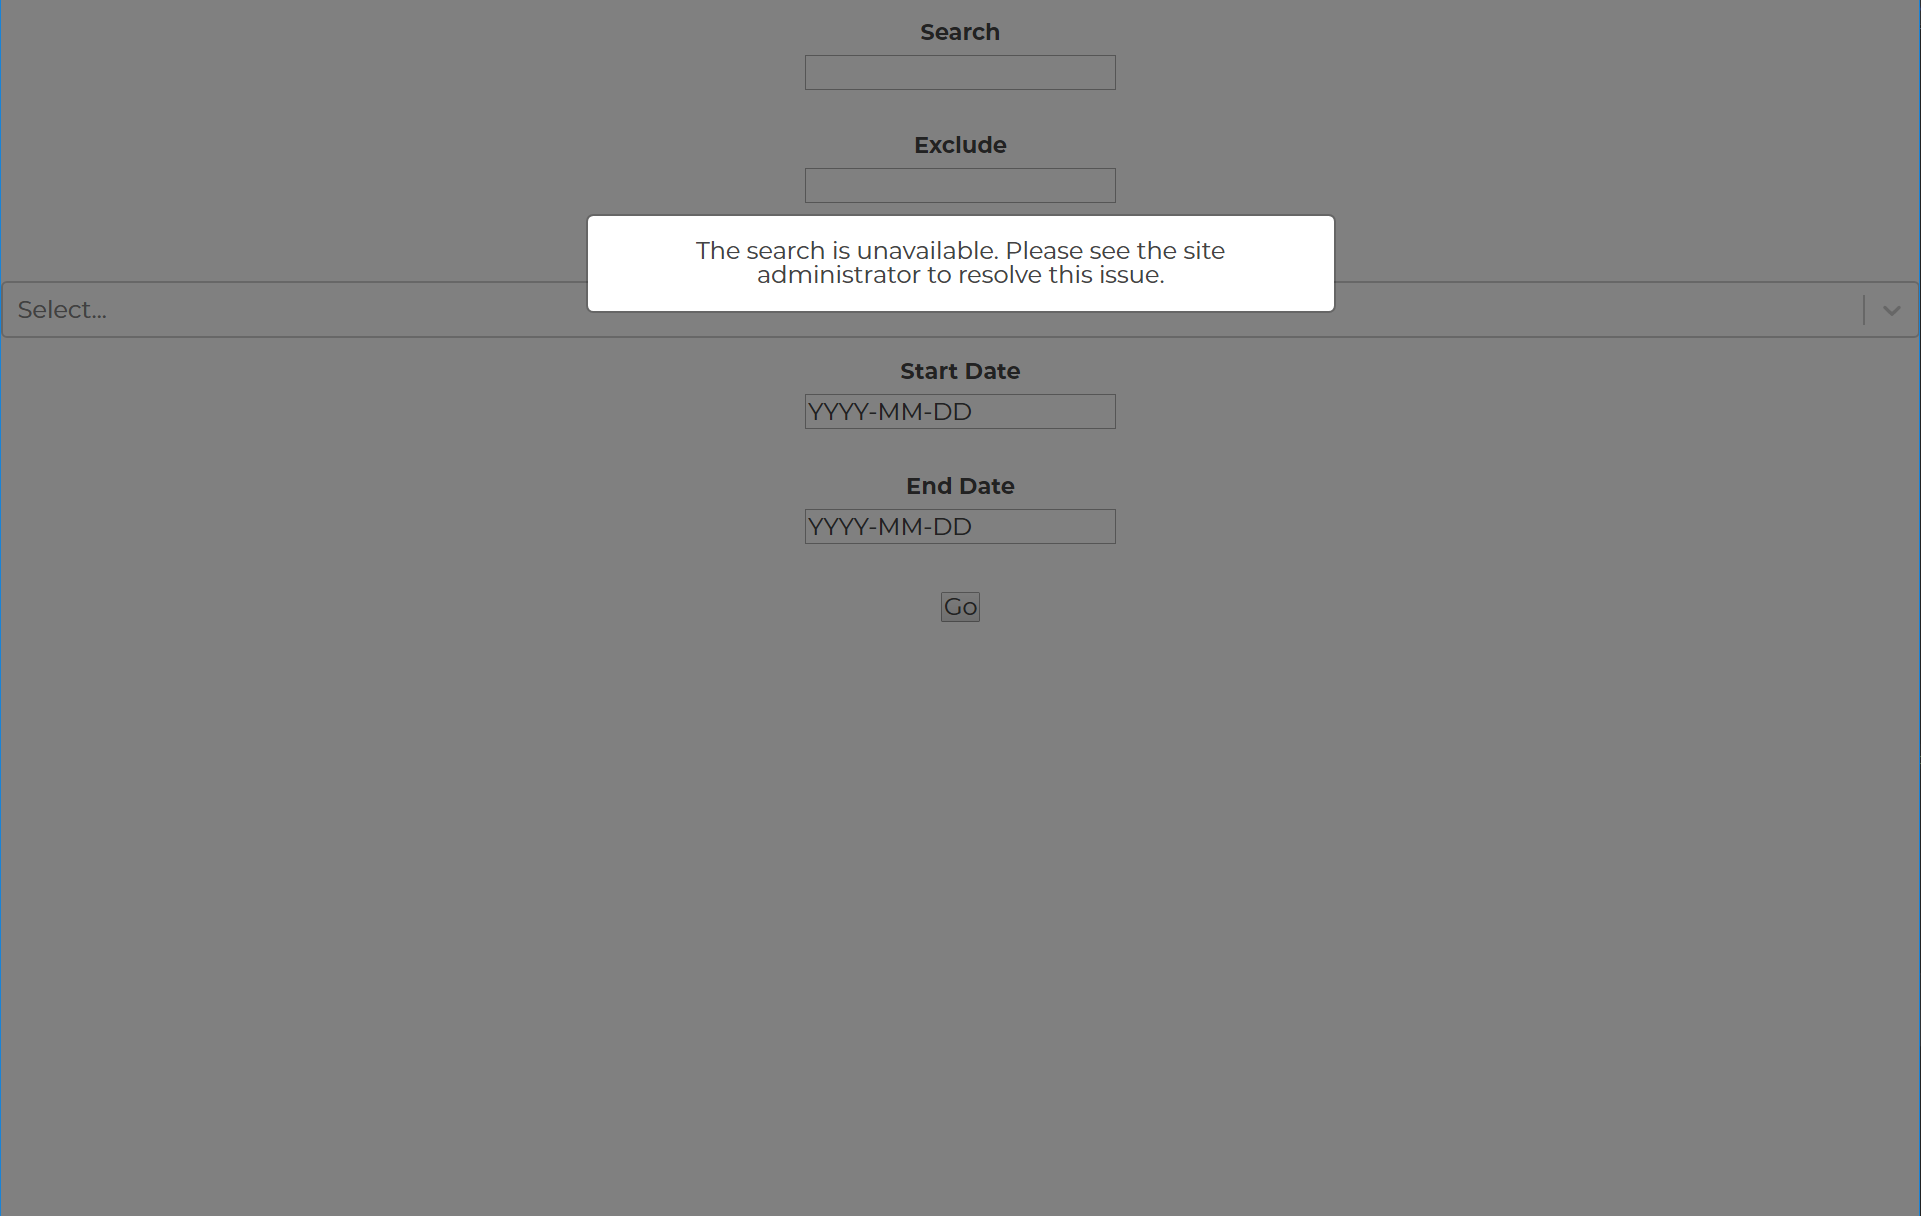 Search
Exclude
The search is unavailable. Please see the site
administrator to resolve this issue.
Select...
Start Date
YYYY-MM-DD
End Date
YYYY-MM-DD
Go